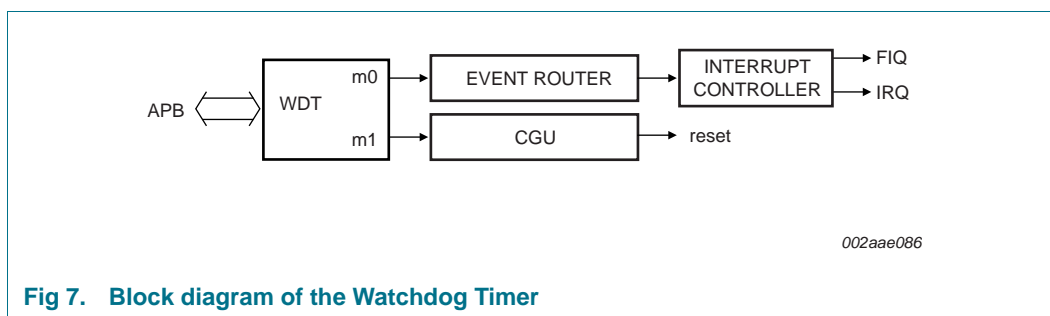 APB
WDT
m0
m1
EVENT ROUTER
CGU
INTERRUPT
CONTROLLER
FIQ
IRQ
reset
002aae086
Fig 7. Block diagram of the Watchdog Timer